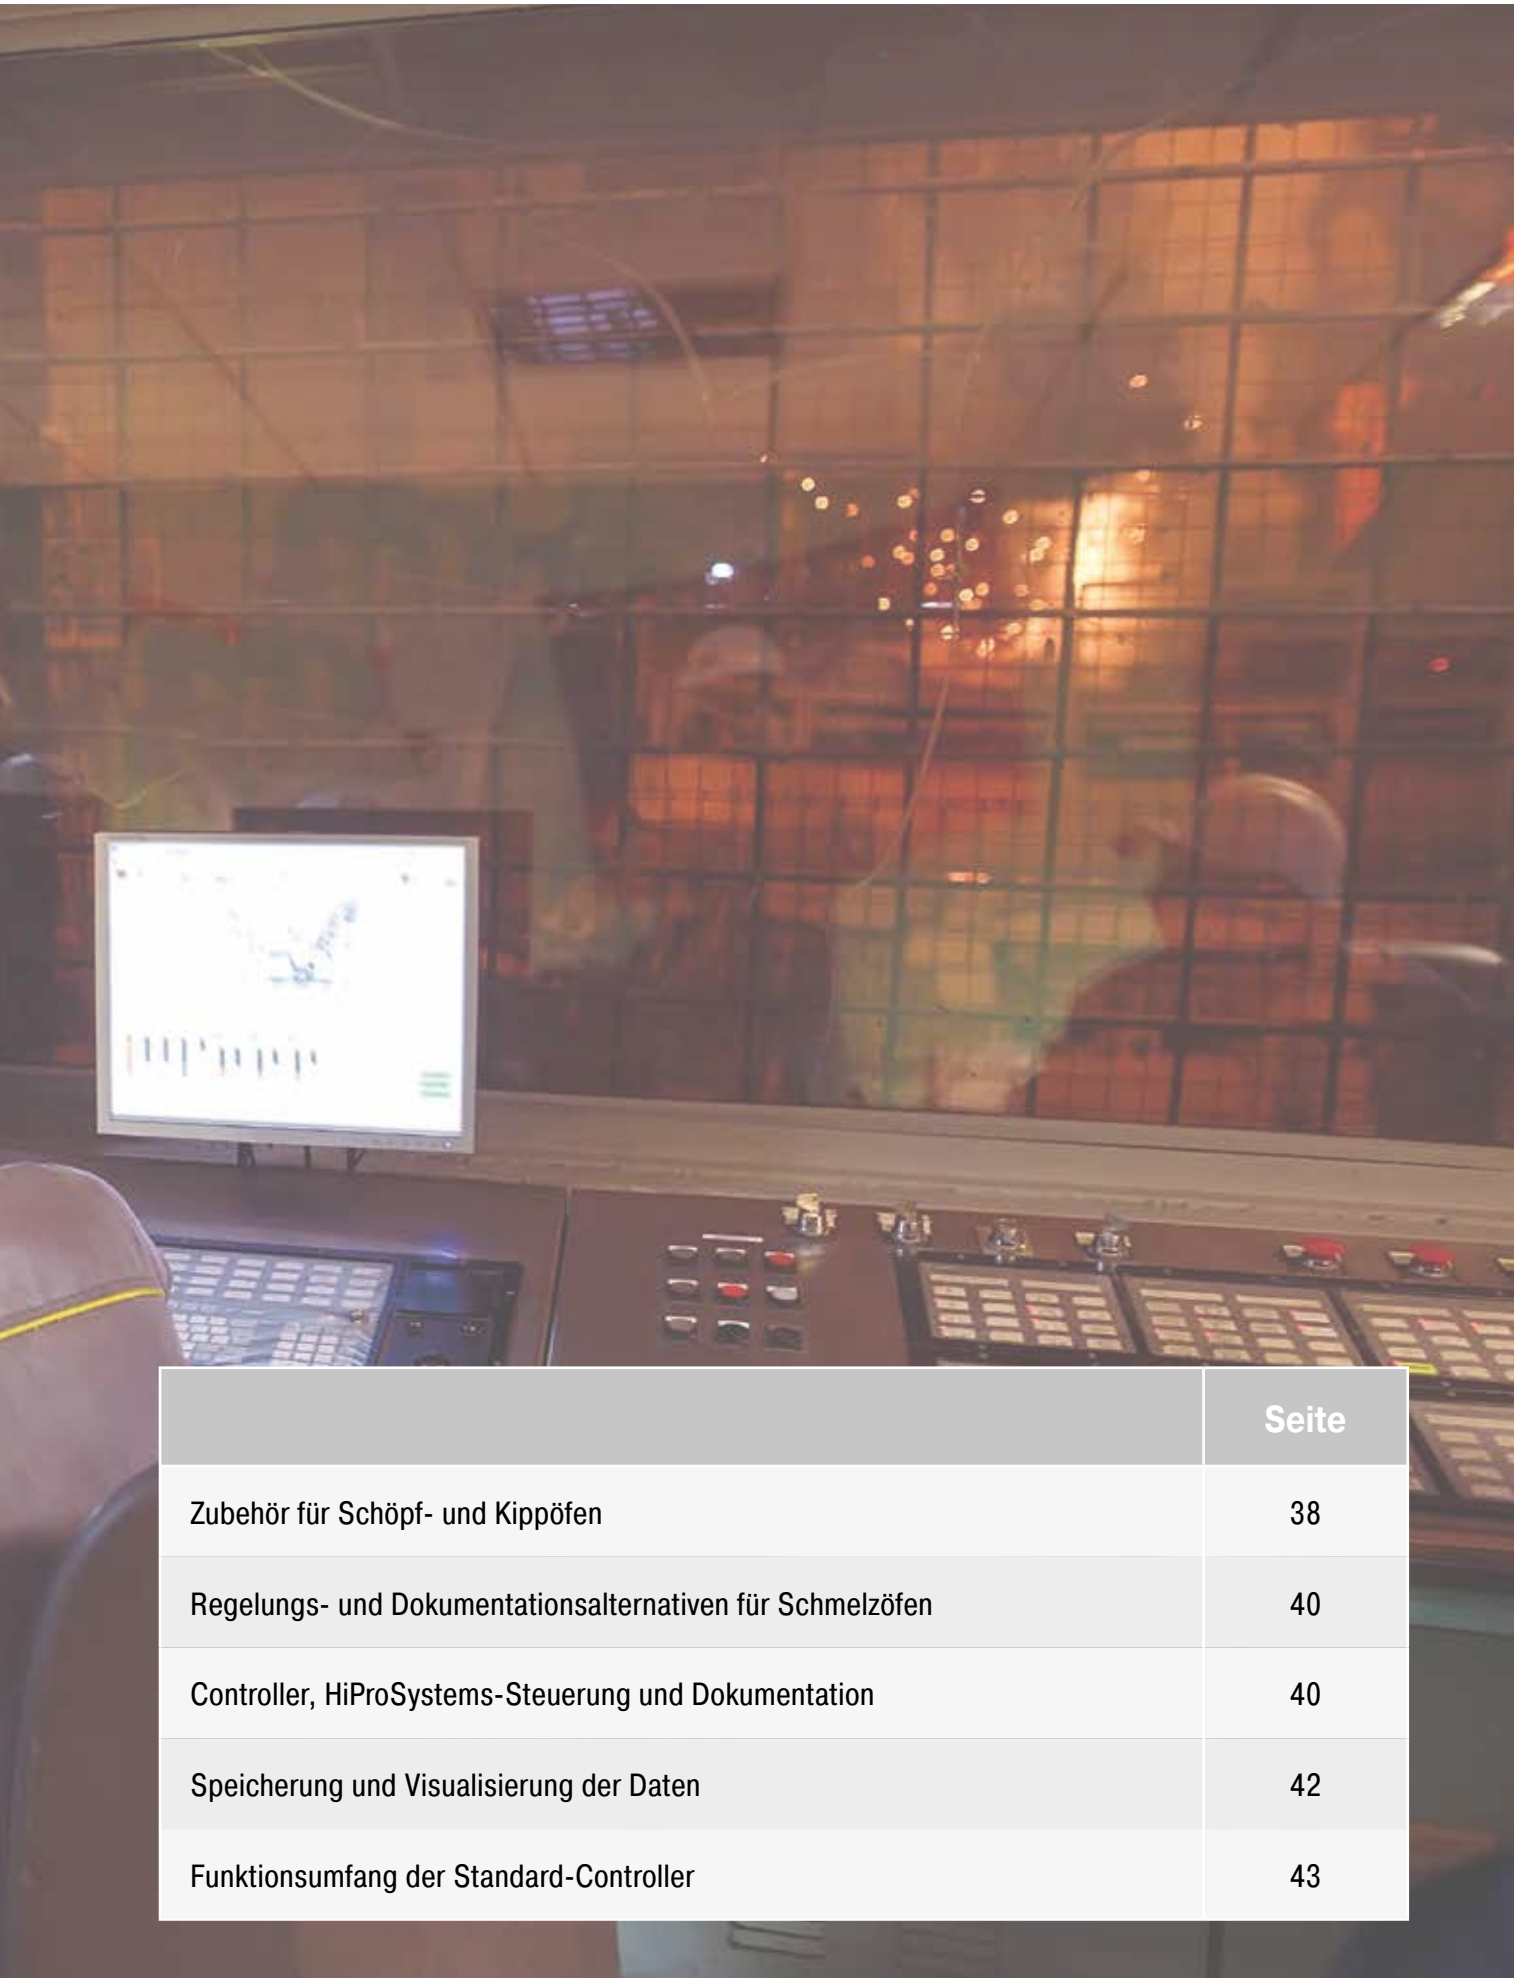 Seite
Zubehör für Schöpf- und Kippöfen 38
Regelungs- und Dokumentationsalternativen für Schmelzöfen 40
Controller, HiProSystems-Steuerung und Dokumentation 40
Speicherung und Visualisierung der Daten 42
Funktionsumfang der Standard-Controller 43